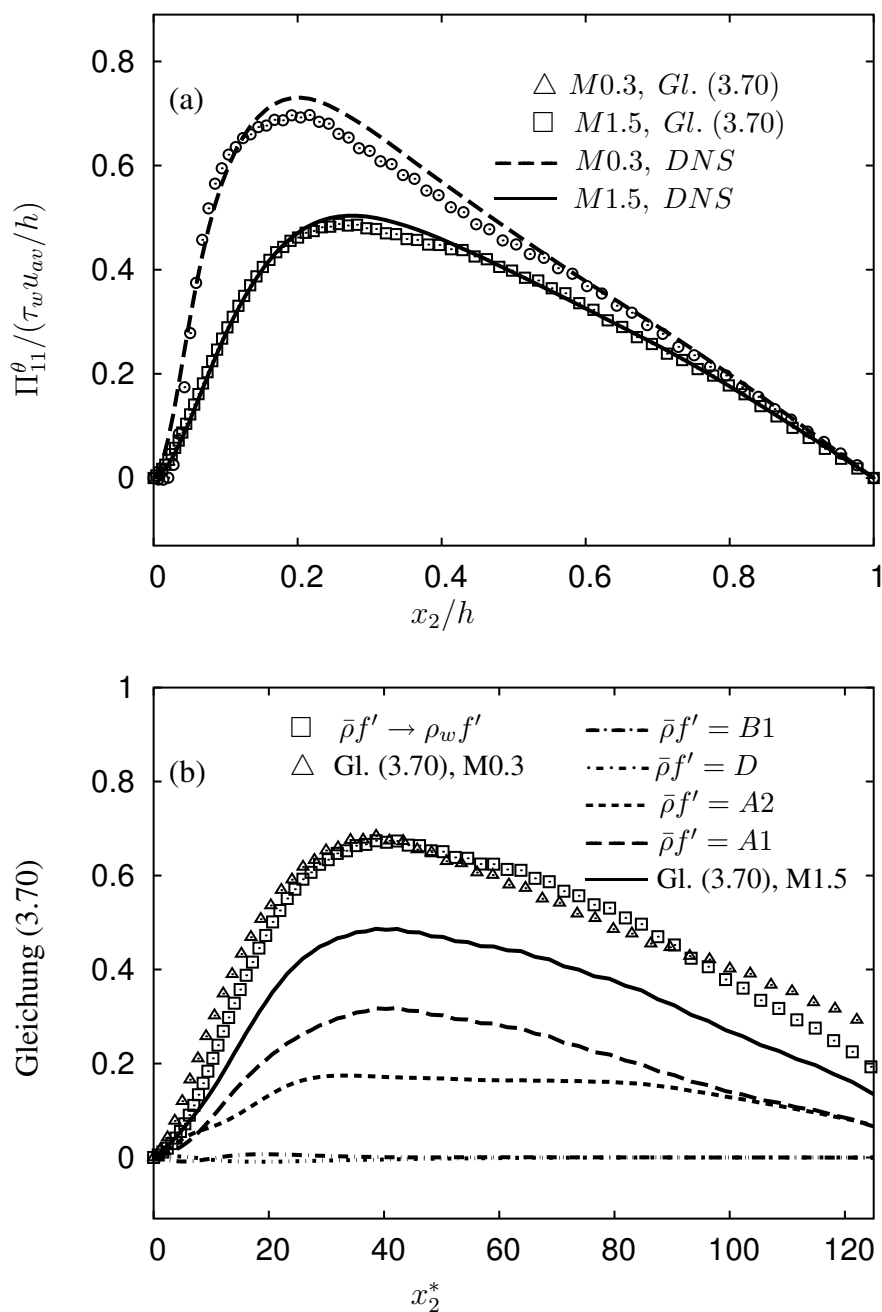 (a)
M0.3, Gl. (3.70)
M1.5, Gl. (3.70)
M0.3, DNS
M1.5, DNS
Π^θ_11/(τ_w u_av/h)
0.8
0.6
0.4
0.2
0
0 0.2 0.4 0.6 0.8 1
x_2/h
(b)
ρ̄f′ → ρ_w f′
Gl. (3.70), M0.3
ρ̄f′ = B1
ρ̄f′ = D
ρ̄f′ = A2
ρ̄f′ = A1
Gl. (3.70), M1.5
Gleichung (3.70)
1
0.8
0.6
0.4
0.2
0
0 20 40 60 80 100 120
x*_2